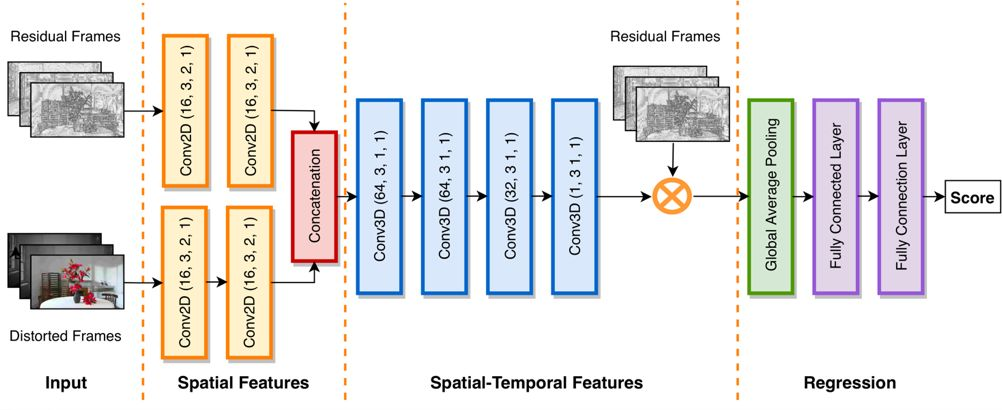 Residual Frames
Conv2D (16, 3, 2, 1)
Conv2D (16, 3, 2, 1)
Distorted Frames
Conv2D (16, 3, 2, 1)
Conv2D (16, 3, 2, 1)
Concatenation
Conv3D (64, 3, 1, 1)
Conv3D (64, 3 1, 1)
Conv3D (32, 3 1, 1)
Conv3D (1, 3 1, 1)
Residual Frames
Global Average Pooling
Fully Connected Layer
Fully Connection Layer
Score
Input
Spatial Features
Spatial-Temporal Features
Regression